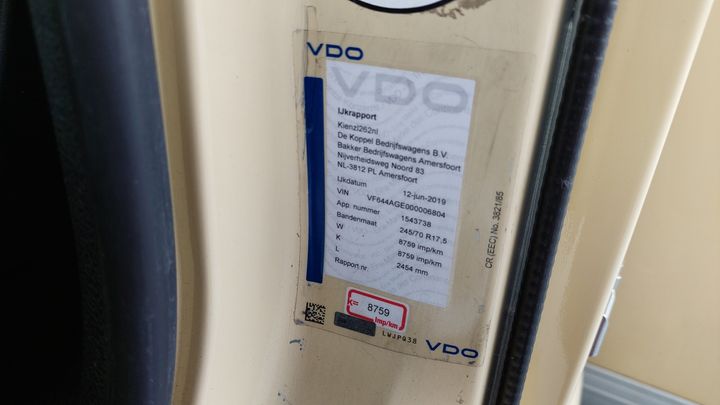 VDO
VDO
IJkrapport
Kienzl262nl
De Koppel Bedrijfswagens B.V.
Bakker Bedrijfswagens Amersfoort
Nijverheidsweg Noord 83
NL-3812 PL Amersfoort
IJkdatum 12-jun-2019
VIN VF644AGE000006804
App. nummer 1543738
Bandenmaat 245/70 R17,5
W 8759 imp/km
K 8759 imp/km
L 2454 mm
Rapport nr
K= 8759
imp/km
LWJPQ38
VDO
CR (EEC) No. 3821/85